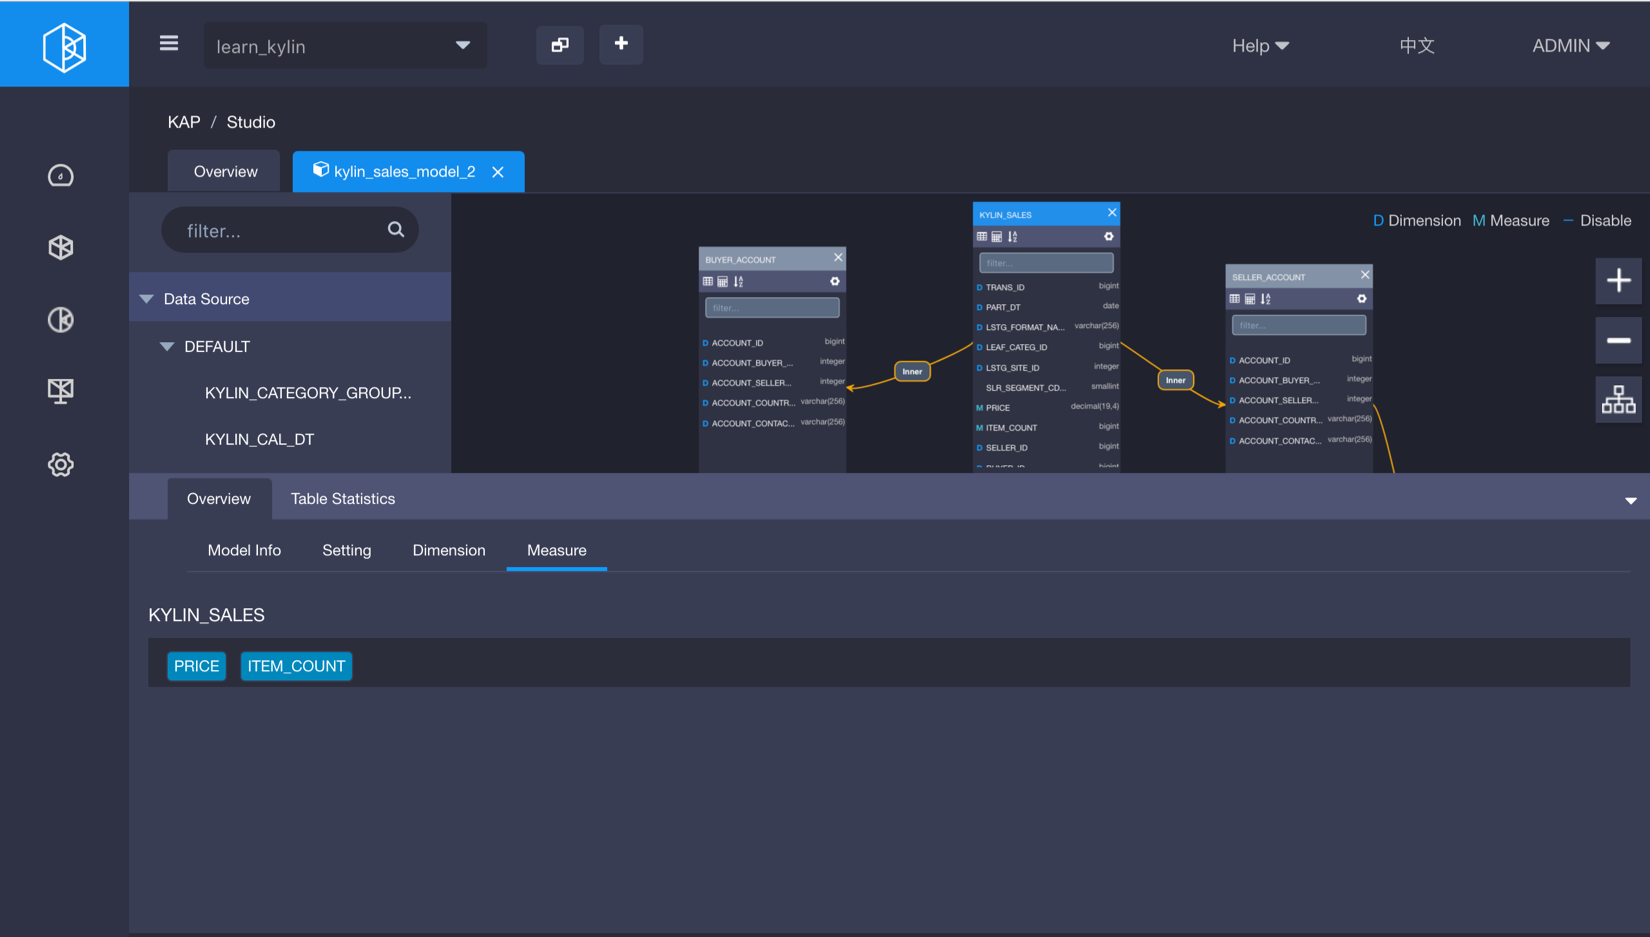 learn_kylin
Help
中文
ADMIN
KAP / Studio
Overview
kylin_sales_model_2
filter...
Data Source
DEFAULT
KYLIN_CATEGORY_GROUP...
KYLIN_CAL_DT
D Dimension M Measure – Disable
BUYER_ACCOUNT
filter...
D ACCOUNT_ID bigint
D ACCOUNT_BUYER_... integer
D ACCOUNT_SELLER... integer
D ACCOUNT_COUNTR... varchar(256)
D ACCOUNT_CONTAC... varchar(256)
Inner
KYLIN_SALES
filter...
D TRANS_ID bigint
D PART_DT date
D LSTG_FORMAT_NA... varchar(256)
D LEAF_CATEG_ID bigint
D LSTG_SITE_ID integer
SLR_SEGMENT_CD... smallint
M PRICE decimal(19,4)
M ITEM_COUNT bigint
D SELLER_ID bigint
D BUYER_ID bigint
Inner
SELLER_ACCOUNT
filter...
D ACCOUNT_ID bigint
D ACCOUNT_BUYER_... integer
D ACCOUNT_SELLER... integer
D ACCOUNT_COUNTR... varchar(256)
D ACCOUNT_CONTAC... varchar(256)
Overview
Table Statistics
Model Info
Setting
Dimension
Measure
KYLIN_SALES
PRICE
ITEM_COUNT